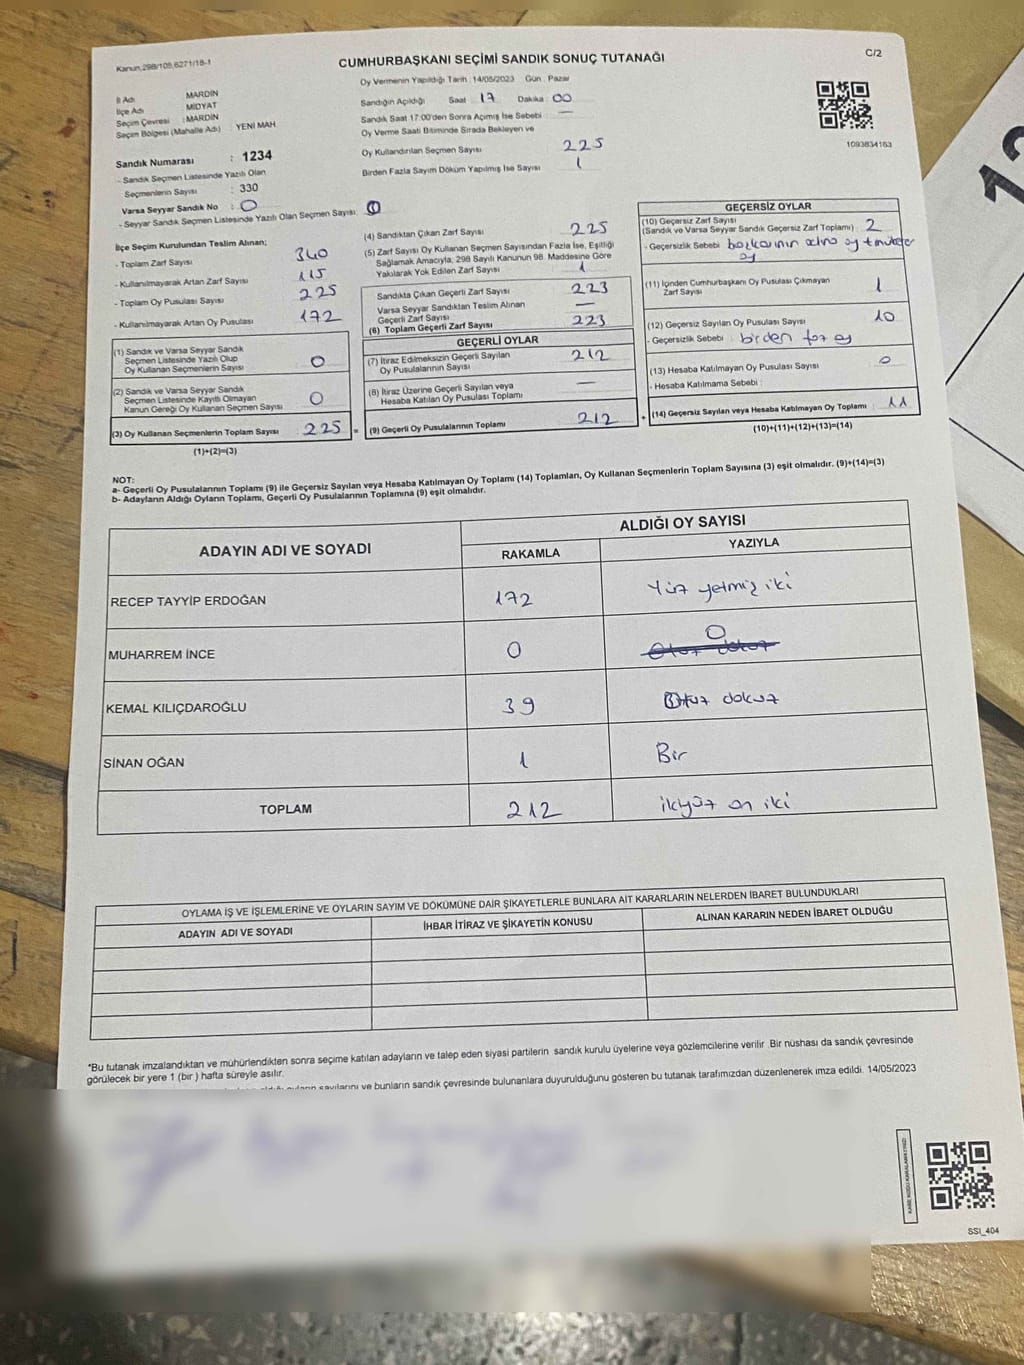 Kanun:298/105,6271/18-1
CUMHURBAŞKANI SEÇİMİ SANDIK SONUÇ TUTANAĞI
C/2
Oy Vermenin Yapıldığı Tarih : 14/05/2023 Gün : Pazar
İl Adı MARDİN
İlçe Adı MİDYAT
Seçim Çevresi : MARDİN
Seçim Bölgesi (Mahalle Adı) : YENİ MAH.
Sandık Numarası : 1234
- Sandık Seçmen Listesinde Yazılı Olan
Seçmenlerin Sayısı : 330
Varsa Seyyar Sandık No : 0
- Seyyar Sandık Seçmen Listesinde Yazılı Olan Seçmen Sayısı: 0
Sandığın Açıldığı Saat 17 Dakika : 00
Sandık Saat 17:00'den Sonra Açımış İse Sebebi : —
Oy Verme Saati Bitiminde Sırada Bekleyen ve
Oy Kullandırılan Seçmen Sayısı 225
Birden Fazla Sayım Döküm Yapılmış İse Sayısı 1
1093834163
İlçe Seçim Kurulundan Teslim Alınan;
- Toplam Zarf Sayısı 340
- Kullanılmayarak Artan Zarf Sayısı 115
- Toplam Oy Pusulası Sayısı 225
- Kullanılmayarak Artan Oy Pusulası 172
(1) Sandık ve Varsa Seyyar Sandık
Seçmen Listesinde Yazılı Olup
Oy Kullanan Seçmenlerin Sayısı 0
(2) Sandık ve Varsa Seyyar Sandık
Seçmen Listesinde Kayıtlı Olmayan
Kanun Gereği Oy Kullanan Seçmen Sayısı 0
(3) Oy Kullanan Seçmenlerin Toplam Sayısı 225
(1)+(2)=(3)
(4) Sandıktan Çıkan Zarf Sayısı 225
(5) Zarf Sayısı Oy Kullanan Seçmen Sayısından Fazla İse, Eşitliği
Sağlamak Amacıyla, 298 Sayılı Kanunun 98. Maddesine Göre
Yakılarak Yok Edilen Zarf Sayısı 1
Sandıkta Çıkan Geçerli Zarf Sayısı 223
Varsa Seyyar Sandıktan Teslim Alınan
Geçerli Zarf Sayısı —
(6) Toplam Geçerli Zarf Sayısı 223
GEÇERLİ OYLAR
(7) İtiraz Edilmeksizin Geçerli Sayılan
Oy Pusulalarının Sayısı 212
(8) İtiraz Üzerine Geçerli Sayılan veya
Hesaba Katılan Oy Pusulası Toplamı —
= (9) Geçerli Oy Pusulalarının Toplamı 212
GEÇERSİZ OYLAR
(10) Geçersiz Zarf Sayısı
(Sandık ve Varsa Seyyar Sandık Geçersiz Zarf Toplamı) 2
- Geçersizlik Sebebi : başkasının adına
oy
(11) İçinden Cumhurbaşkanı Oy Pusulası Çıkmayan
Zarf Sayısı 1
(12) Geçersiz Sayılan Oy Pusulası Sayısı 10
- Geçersizlik Sebebi : birden faz oy
(13) Hesaba Katılmayan Oy Pusulası Sayısı 0
- Hesaba Katılmama Sebebi :
+ (14) Geçersiz Sayılan veya Hesaba Katılmayan Oy Toplamı 11
(10)+(11)+(12)+(13)=(14)
NOT:
a- Geçerli Oy Pusulalarının Toplamı (9) ile Geçersiz Sayılan veya Hesaba Katılmayan Oy Toplamı (14) Toplamları, Oy Kullanan Seçmenlerin Toplam Sayısına (3) eşit olmalıdır. (9)+(14)=(3)
b- Adayların Aldığı Oyların Toplamı, Geçerli Oy Pusulalarının Toplamına (9) eşit olmalıdır.
ADAYIN ADI VE SOYADI
ALDIĞI OY SAYISI
RAKAMLA YAZIYLA
RECEP TAYYİP ERDOĞAN 172 Yüz yetmiş iki
MUHARREM İNCE 0 0
KEMAL KILIÇDAROĞLU 39 Otuz dokuz
SİNAN OĞAN 1 Bir
TOPLAM 212 ikiyüz on iki
OYLAMA İŞ VE İŞLEMLERİNE VE OYLARIN SAYIM VE DÖKÜMÜNE DAİR ŞİKAYETLERLE BUNLARA AİT KARARLARIN NELERDEN İBARET BULUNDUKLARI
ADAYIN ADI VE SOYADI İHBAR İTİRAZ VE ŞİKAYETİN KONUSU ALINAN KARARIN NEDEN İBARET OLDUĞU
*Bu tutanak imzalandıktan ve mühürlendikten sonra seçime katılan adayların ve talep eden siyasi partilerin sandık kurulu üyelerine veya gözlemcilerine verilir. Bir nüshası da sandık çevresinde
görülecek bir yere 1 (bir ) hafta süreyle asılır.
sayılarını ve bunların sandık çevresinde bulunanlara duyurulduğunu gösteren bu tutanak tarafımızdan düzenlenerek imza edildi. 14/05/2023
SSI_404